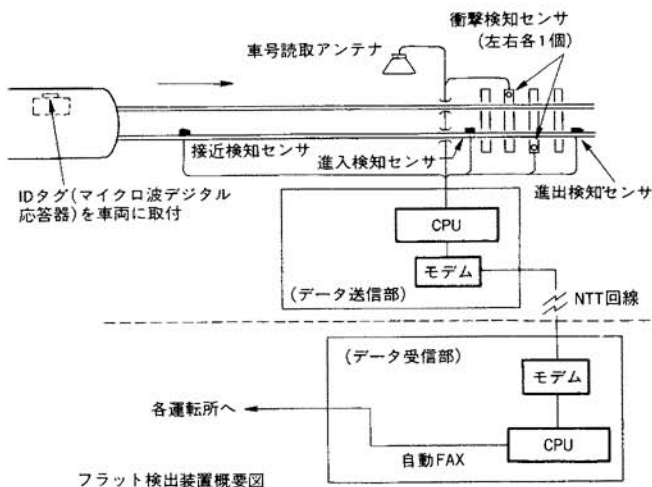 衝撃検知センサ
(左右各1個)
車号読取アンテナ
接近検知センサ
進入検知センサ
進出検知センサ
IDタグ(マイクロ波デジタル
応答器)を車両に取付
CPU
モデム
(データ送信部)
NTT回線
(データ受信部)
モデム
各運転所へ
CPU
自動FAX
フラット検出装置概要図